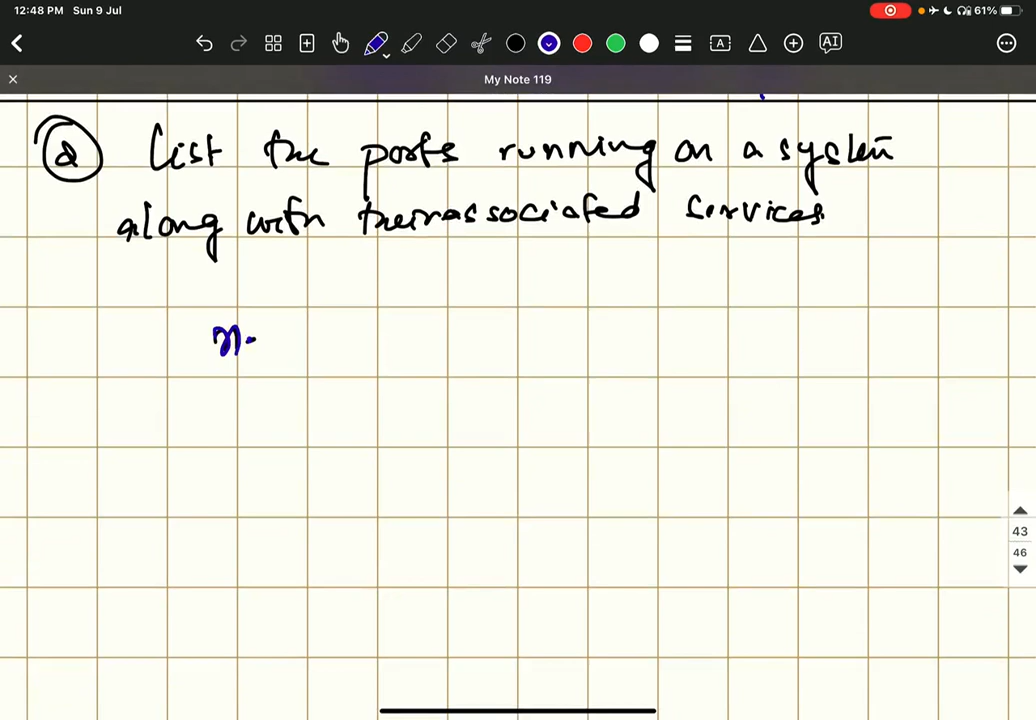 12:48 PM Sun 9 Jul 61%
A AI
My Note 119
a List the ports running on a system
along with their associated services.
n
43
46